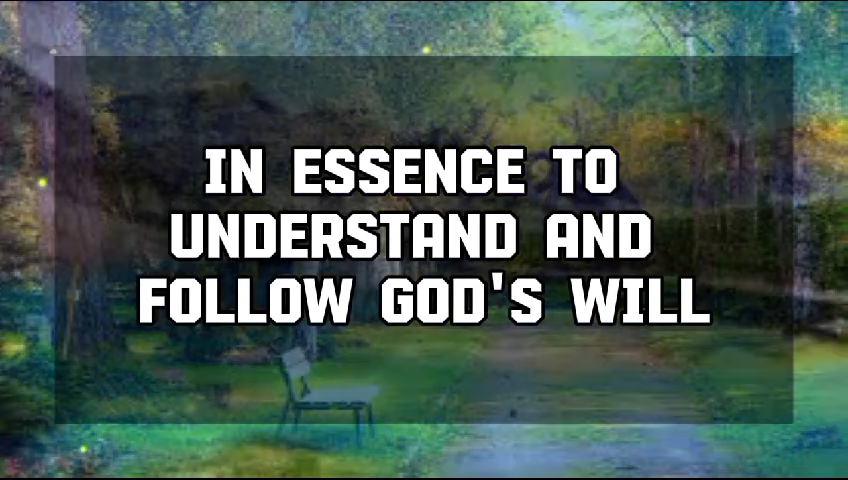 IN ESSENCE TO
UNDERSTAND AND
FOLLOW GOD'S WILL